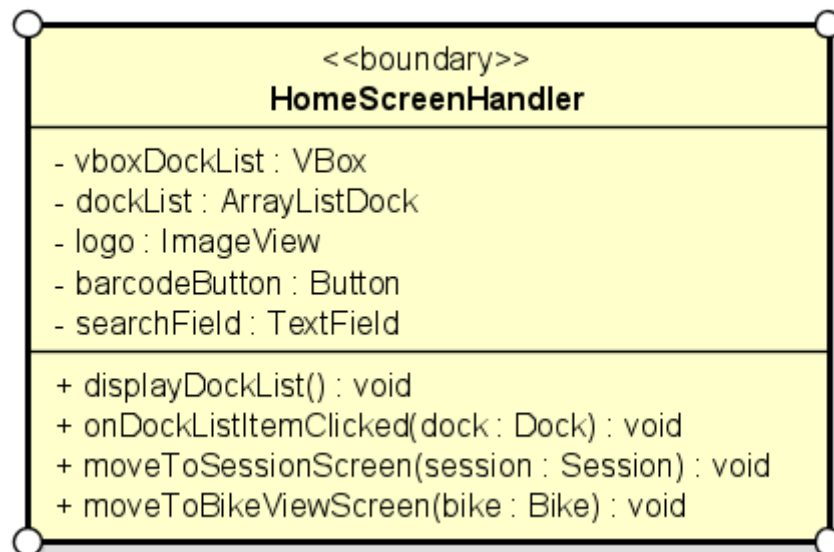 <<boundary>>
HomeScreenHandler
- vboxDockList : VBox
- dockList : ArrayListDock
- logo : ImageView
- barcodeButton : Button
- searchField : TextField
+ displayDockList() : void
+ onDockListItemClicked(dock : Dock) : void
+ moveToSessionScreen(session : Session) : void
+ moveToBikeViewScreen(bike : Bike) : void